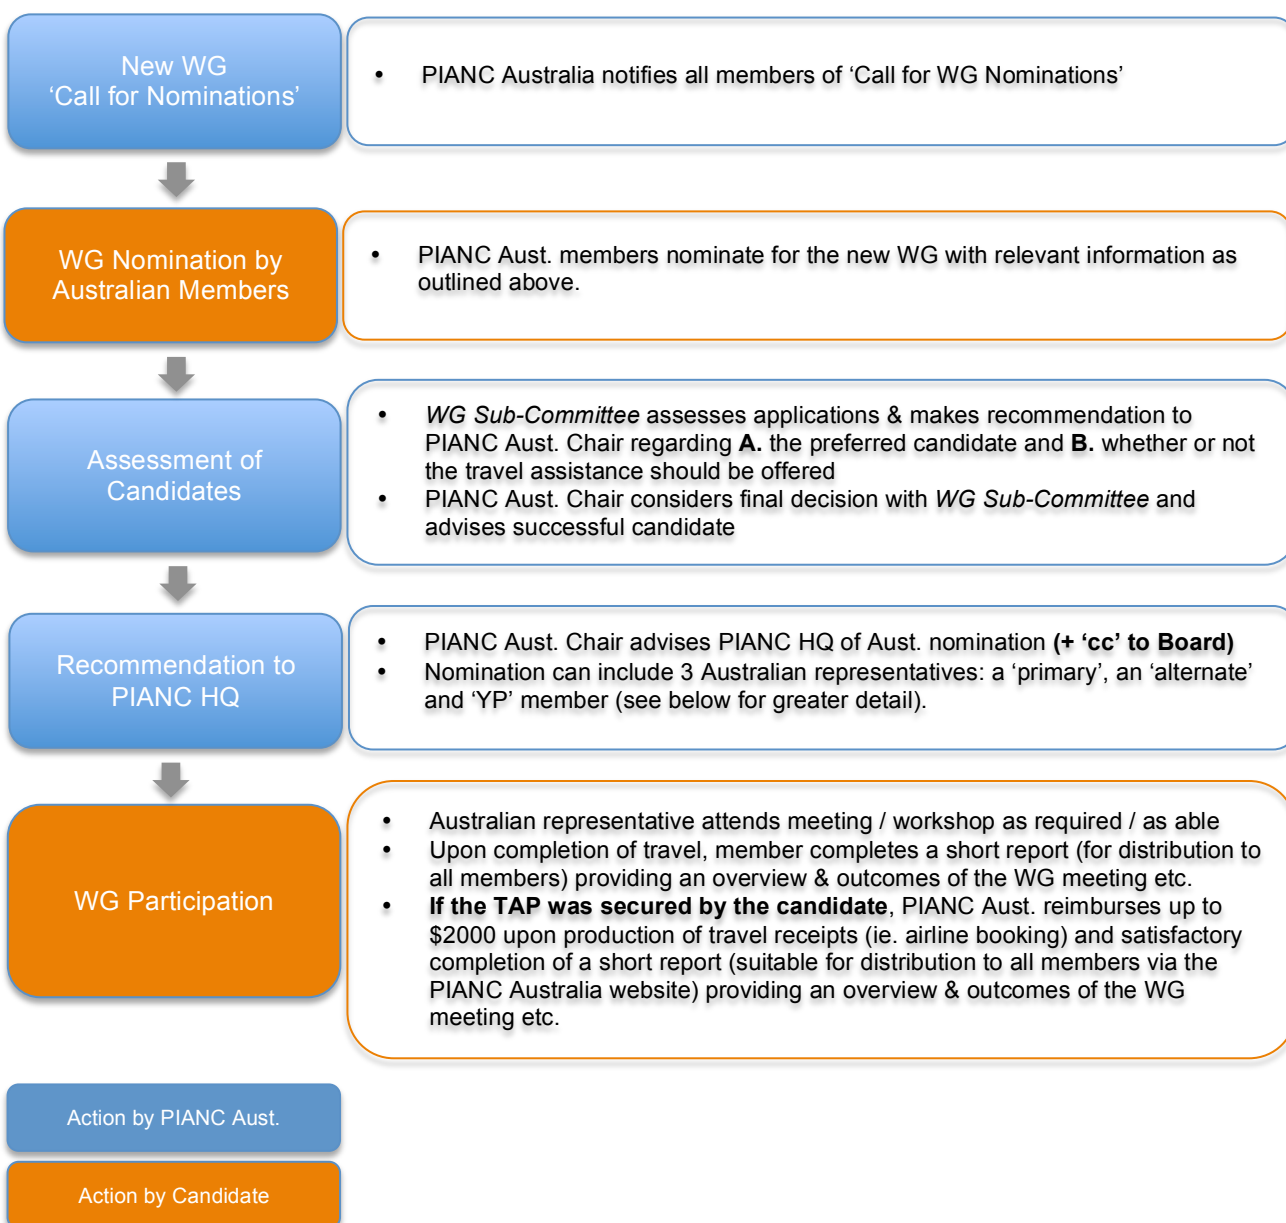 New WG
‘Call for Nominations’
• PIANC Australia notifies all members of ‘Call for WG Nominations’
WG Nomination by
Australian Members
• PIANC Aust. members nominate for the new WG with relevant information as
outlined above.
Assessment of
Candidates
• WG Sub-Committee assesses applications & makes recommendation to
PIANC Aust. Chair regarding A. the preferred candidate and B. whether or not
the travel assistance should be offered
• PIANC Aust. Chair considers final decision with WG Sub-Committee and
advises successful candidate
Recommendation to
PIANC HQ
• PIANC Aust. Chair advises PIANC HQ of Aust. nomination (+ ‘cc’ to Board)
• Nomination can include 3 Australian representatives: a ‘primary’, an ‘alternate’
and ‘YP’ member (see below for greater detail).
WG Participation
• Australian representative attends meeting / workshop as required / as able
• Upon completion of travel, member completes a short report (for distribution to
all members) providing an overview & outcomes of the WG meeting etc.
• If the TAP was secured by the candidate, PIANC Aust. reimburses up to
$2000 upon production of travel receipts (ie. airline booking) and satisfactory
completion of a short report (suitable for distribution to all members via the
PIANC Australia website) providing an overview & outcomes of the WG
meeting etc.
Action by PIANC Aust.
Action by Candidate